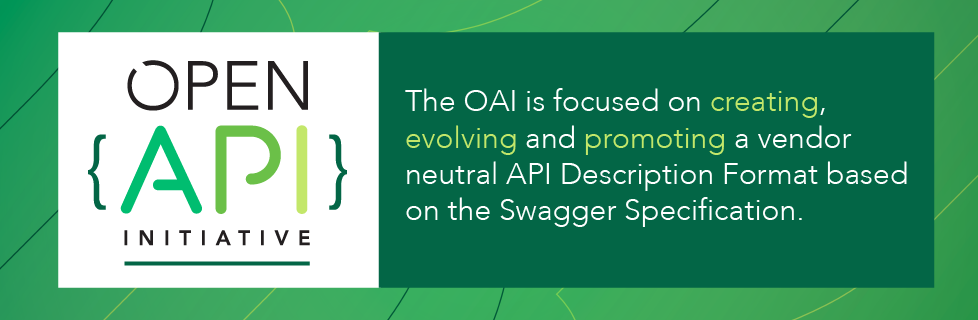 OPEN
{API}
INITIATIVE
The OAI is focused on creating,
evolving and promoting a vendor
neutral API Description Format based
on the Swagger Specification.